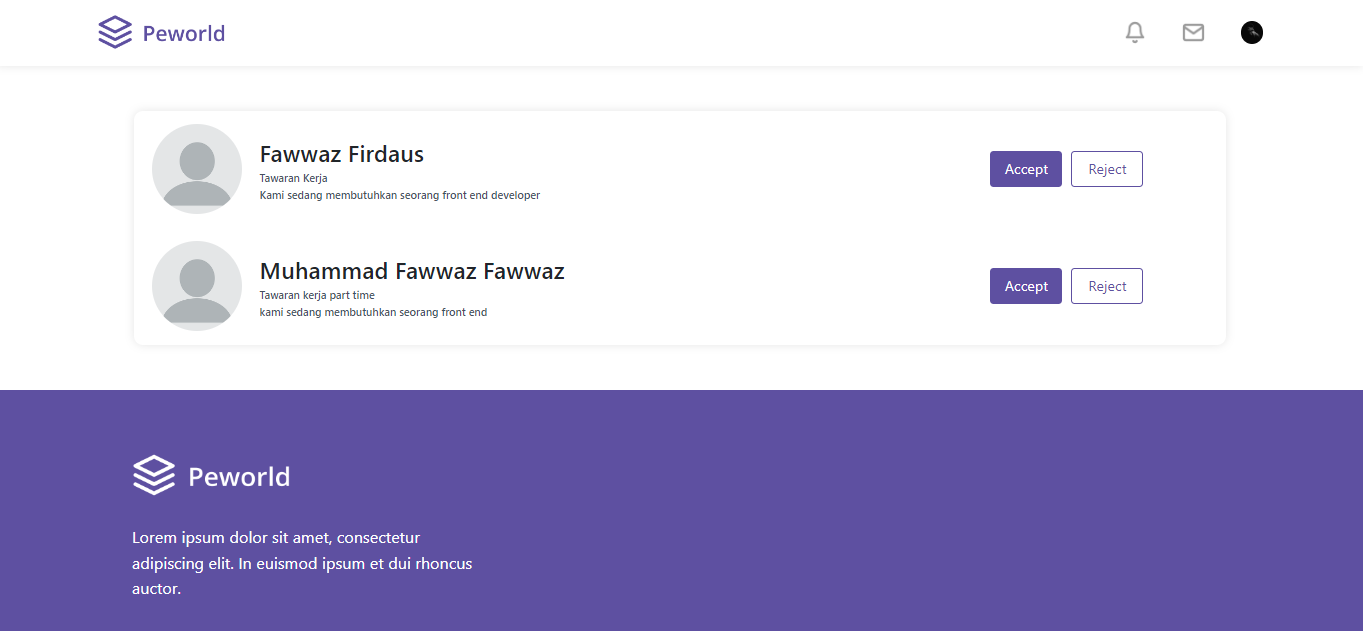 Peworld
Fawwaz Firdaus
Tawaran Kerja
Kami sedang membutuhkan seorang front end developer
Accept
Reject
Muhammad Fawwaz Fawwaz
Tawaran kerja part time
kami sedang membutuhkan seorang front end
Accept
Reject
Peworld
Lorem ipsum dolor sit amet, consectetur
adipiscing elit. In euismod ipsum et dui rhoncus
auctor.